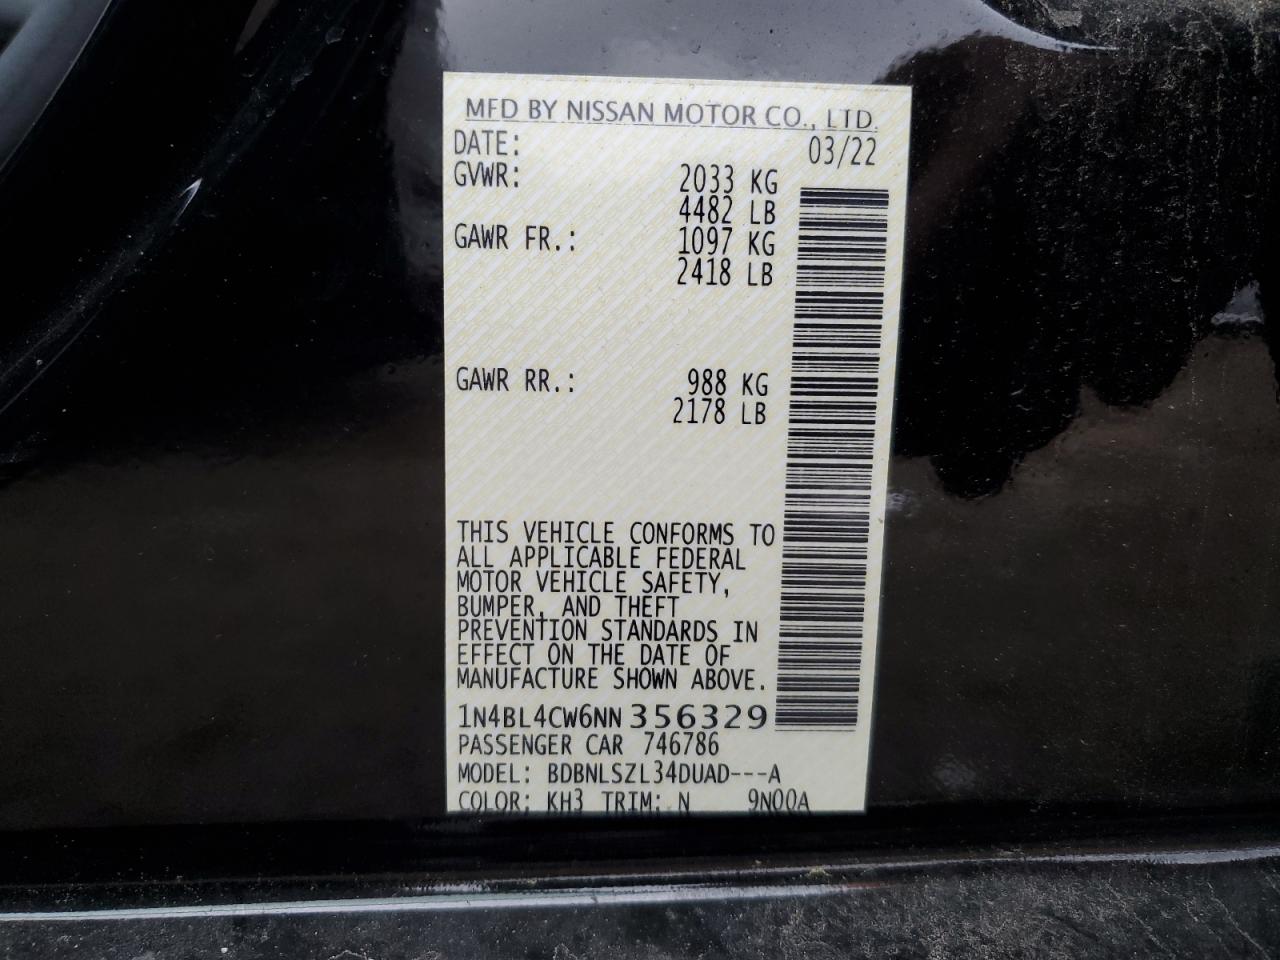 MFD BY NISSAN MOTOR CO., LTD.
DATE: 03/22
GVWR: 2033 KG
4482 LB
GAWR FR.: 1097 KG
2418 LB
GAWR RR.: 988 KG
2178 LB
THIS VEHICLE CONFORMS TO
ALL APPLICABLE FEDERAL
MOTOR VEHICLE SAFETY,
BUMPER, AND THEFT
PREVENTION STANDARDS IN
EFFECT ON THE DATE OF
MANUFACTURE SHOWN ABOVE.
1N4BL4CW6NN356329
PASSENGER CAR 746786
MODEL: BDBNLSZL34DUAD---A
COLOR: KH3 TRIM: N 9N00A